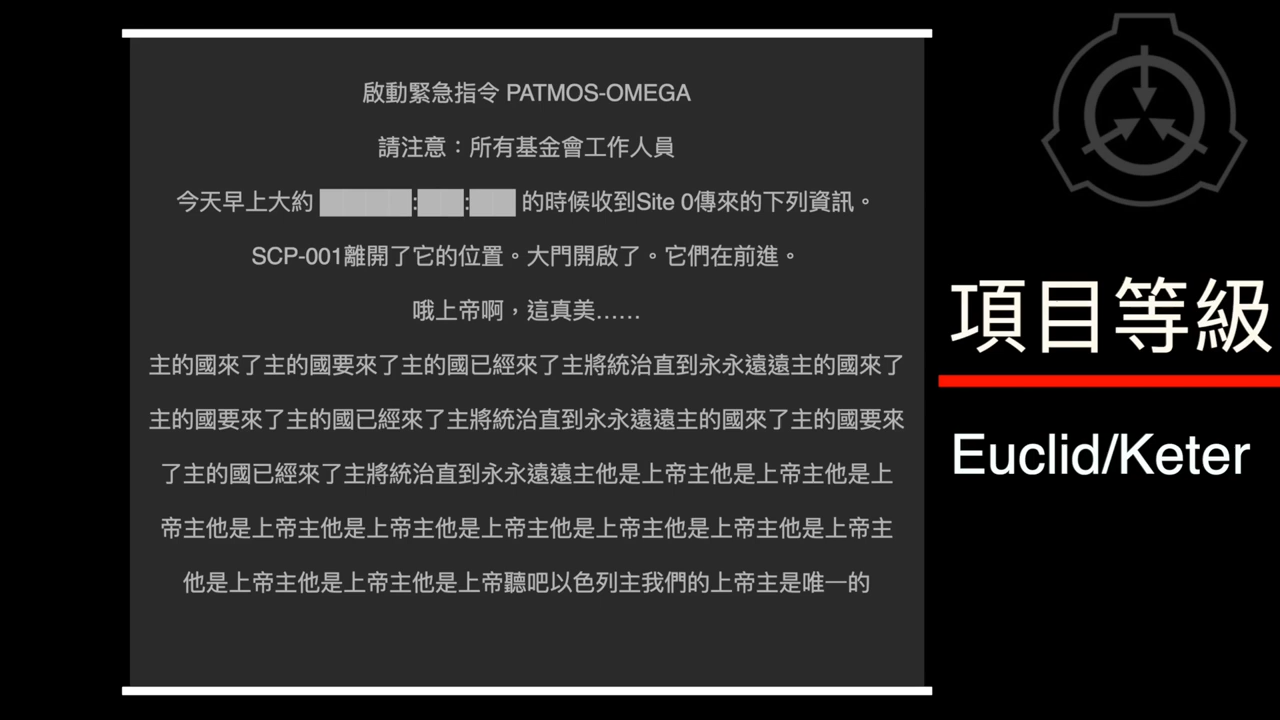 啟動緊急指令 PATMOS-OMEGA
請注意：所有基金會工作人員
今天早上大約 ██████:███:███ 的時候收到Site 0傳來的下列資訊。
SCP-001離開了它的位置。大門開啟了。它們在前進。
哦上帝啊，這真美……
主的國來了主的國要來了主的國已經來了主將統治直到永永遠遠主的國來了
主的國要來了主的國已經來了主將統治直到永永遠遠主的國來了主的國要來
了主的國已經來了主將統治直到永永遠遠主他是上帝主他是上帝主他是上
帝主他是上帝主他是上帝主他是上帝主他是上帝主他是上帝主他是上帝主
他是上帝主他是上帝主他是上帝聽吧以色列主我們的上帝主是唯一的
項目等級
Euclid/Keter